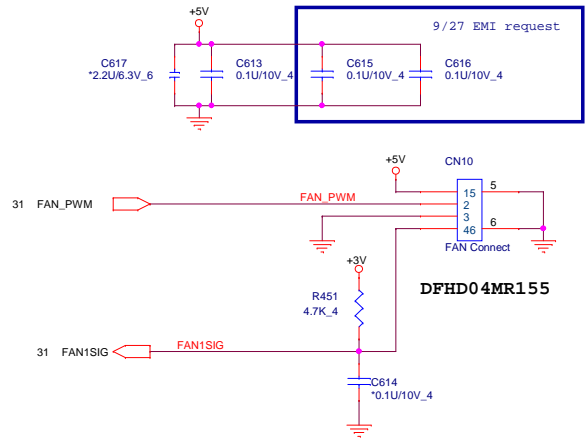 +5V
9/27 EMI request
C617
*2.2U/6.3V_6
C613
0.1U/10V_4
C615
0.1U/10V_4
C616
0.1U/10V_4
+5V
CN10
31 FAN_PWM
FAN_PWM
15
2
3
46
5
6
FAN Connect
+3V
DFHD04MR155
R451
4.7K_4
31 FAN1SIG
FAN1SIG
C614
*0.1U/10V_4